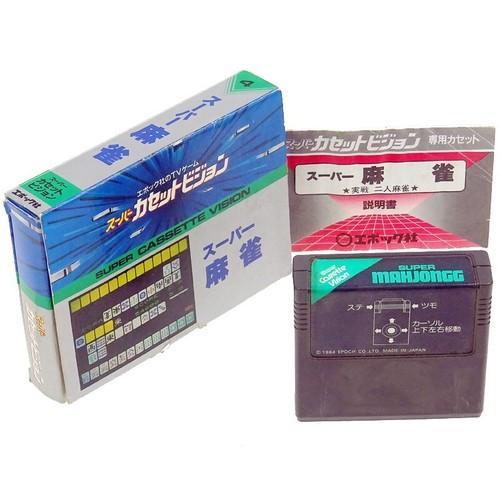 4
スーパー麻雀
スーパー
カセット
ビジョン
エポック社
エポック社のTVゲーム
スーパーカセットビジョン
SUPER CASSETTE VISION
スーパー
麻雀
スーパーカセットビジョン 専用カセット
スーパー 麻雀
★実戦 二人麻雀★
説明書
エポック社
Super
Cassette
Vision
SUPER
MAHJONGG
ステ ツモ
カーソル
上下左右移動
© 1984 EPOCH CO., LTD. MADE IN JAPAN